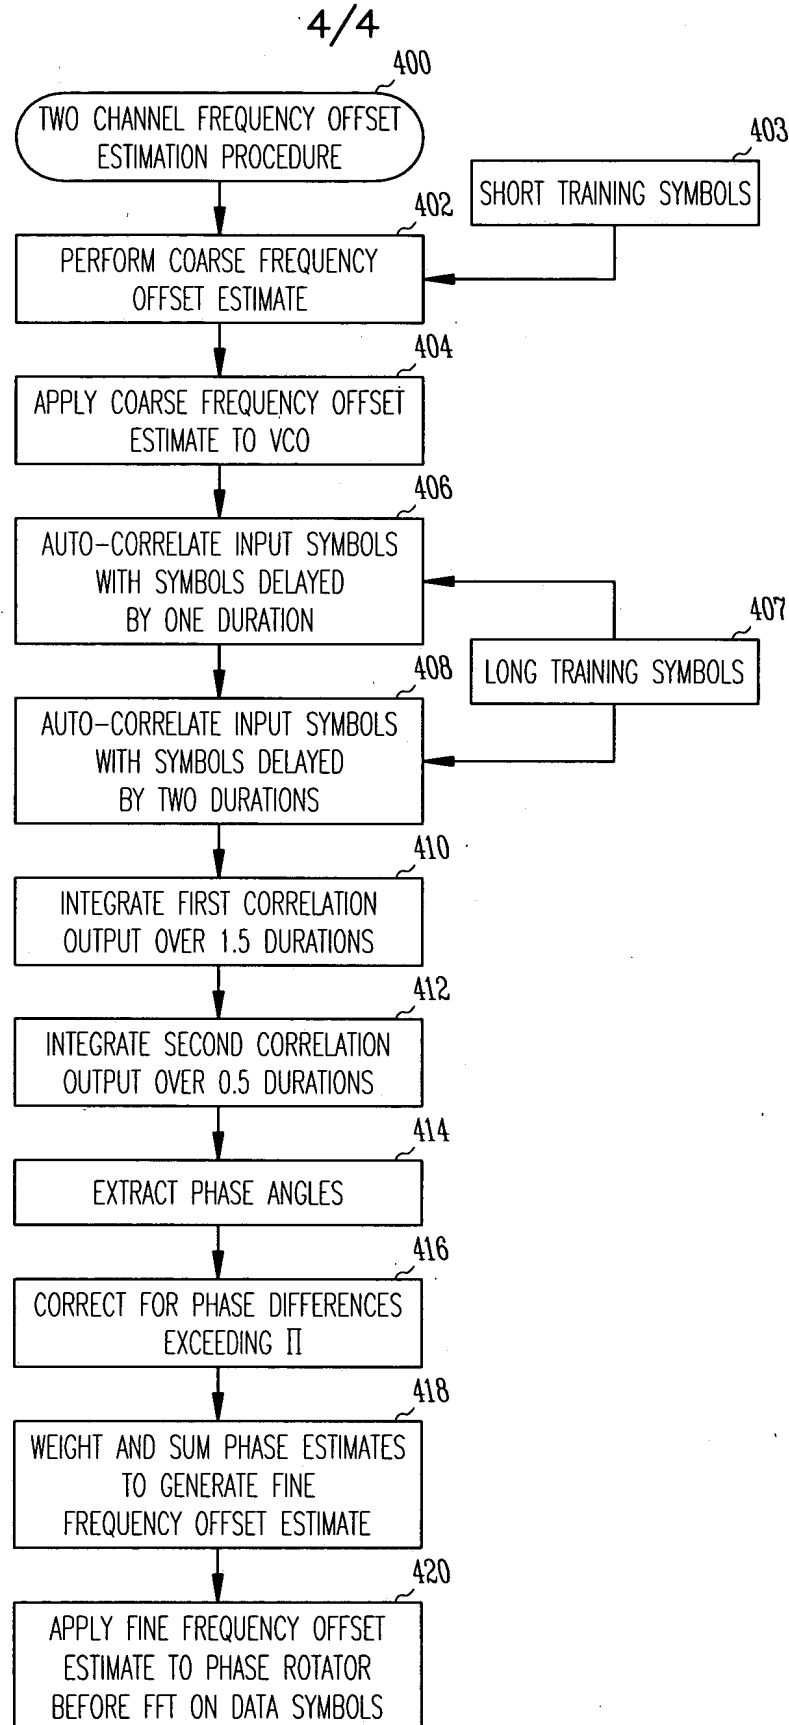 4/4
400
TWO CHANNEL FREQUENCY OFFSET
ESTIMATION PROCEDURE
403
SHORT TRAINING SYMBOLS
402
PERFORM COARSE FREQUENCY
OFFSET ESTIMATE
404
APPLY COARSE FREQUENCY OFFSET
ESTIMATE TO VCO
406
AUTO-CORRELATE INPUT SYMBOLS
WITH SYMBOLS DELAYED
BY ONE DURATION
407
LONG TRAINING SYMBOLS
408
AUTO-CORRELATE INPUT SYMBOLS
WITH SYMBOLS DELAYED
BY TWO DURATIONS
410
INTEGRATE FIRST CORRELATION
OUTPUT OVER 1.5 DURATIONS
412
INTEGRATE SECOND CORRELATION
OUTPUT OVER 0.5 DURATIONS
414
EXTRACT PHASE ANGLES
416
CORRECT FOR PHASE DIFFERENCES
EXCEEDING Π
418
WEIGHT AND SUM PHASE ESTIMATES
TO GENERATE FINE
FREQUENCY OFFSET ESTIMATE
420
APPLY FINE FREQUENCY OFFSET
ESTIMATE TO PHASE ROTATOR
BEFORE FFT ON DATA SYMBOLS